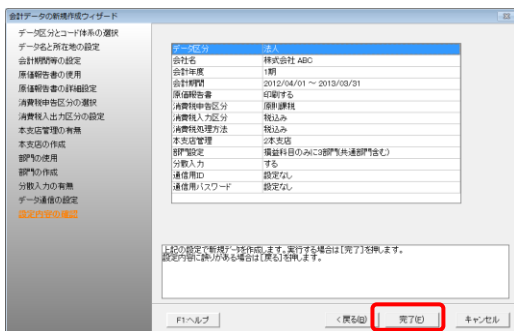 会計データの新規作成ウィザード
データ区分とコード体系の選択
データ名と所在地の設定
会計期間等の設定
原価報告書の使用
原価報告書の詳細設定
消費税申告区分の選択
消費税入出力区分の設定
本支店管理の有無
本支店の作成
部門の使用
部門の作成
分散入力の有無
データ通信の設定
設定内容の確認
データ区分 法人
会社名 株式会社 ABC
会計年度 1期
会計期間 2012/04/01 ～ 2013/03/31
原価報告書 印刷する
消費税申告区分 原則課税
消費税入力区分 税込み
消費税処理方法 税込み
本支店管理 2本支店
部門設定 損益科目のみに3部門(共通部門含む)
分散入力 する
通信用ID 設定なし
通信用パスワード 設定なし
上記の設定で新規データを作成します。実行する場合は[完了]を押します。
設定内容に誤りがある場合は[戻る]を押します。
F1:ヘルプ
< 戻る(B)
完了(F)
キャンセル